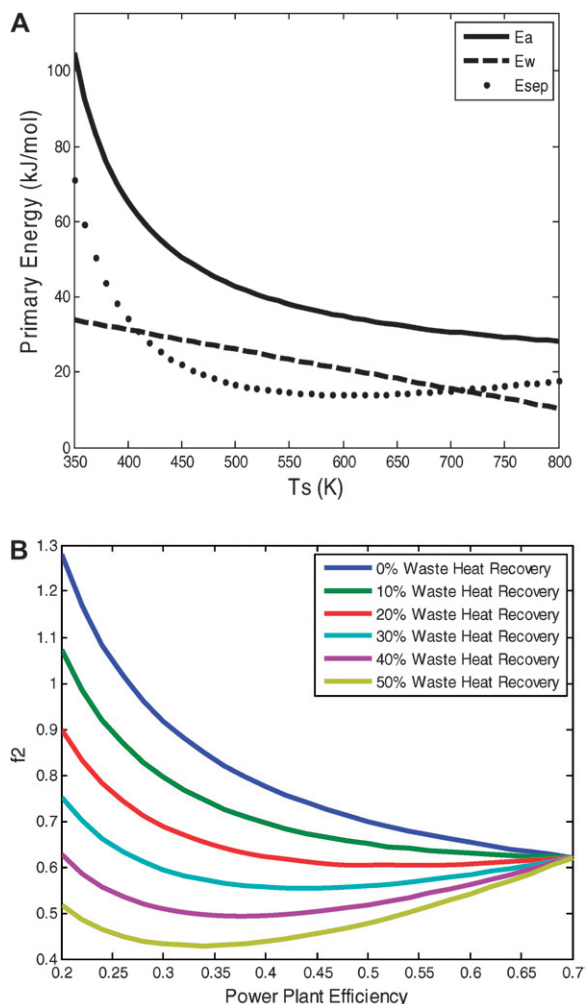 A
Ea
Ew
Esep
100
80
60
40
20
0
Primary Energy (kJ/mol)
350 400 450 500 550 600 650 700 750 800
Ts (K)
B
0% Waste Heat Recovery
10% Waste Heat Recovery
20% Waste Heat Recovery
30% Waste Heat Recovery
40% Waste Heat Recovery
50% Waste Heat Recovery
1.3
1.2
1.1
1
0.9
0.8
0.7
0.6
0.5
0.4
f2
0.2 0.25 0.3 0.35 0.4 0.45 0.5 0.55 0.6 0.65 0.7
Power Plant Efficiency